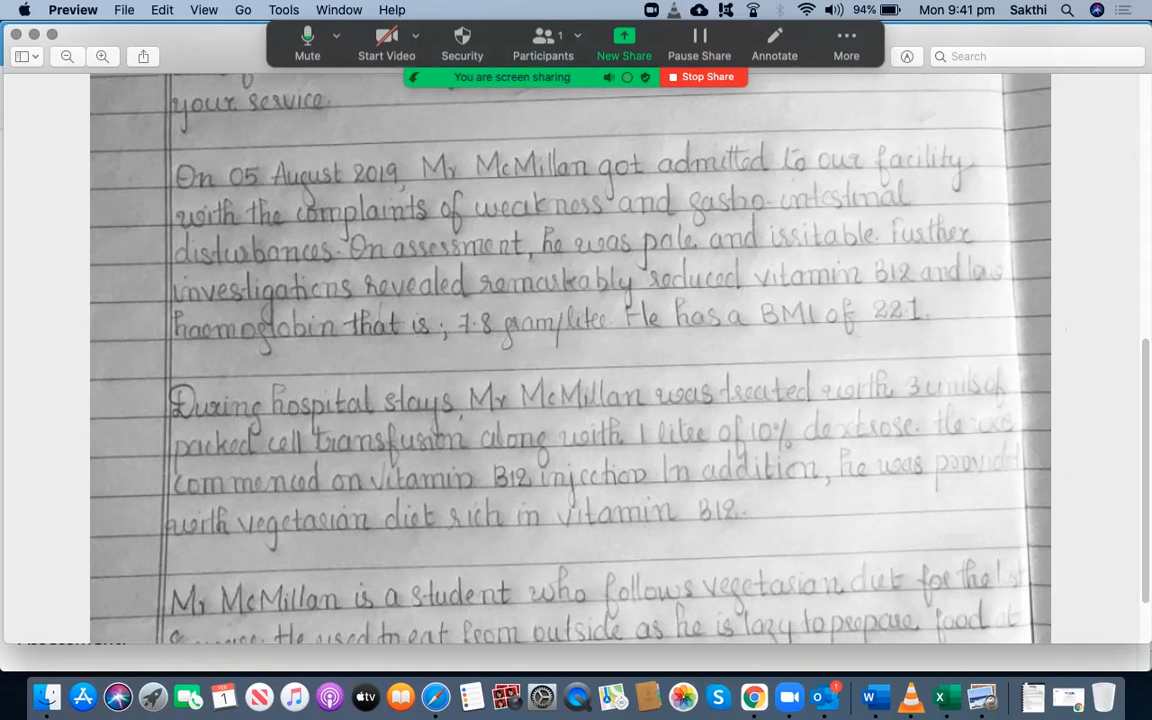 Preview File Edit View Go Tools Window Help 94% Mon 9:41 pm Sakthi
Mute Start Video Security Participants 1 New Share Pause Share Annotate More
Search
You are screen sharing Stop Share
your service.
On 05 August 2019, Mr McMillan got admitted to our facility
with the complaints of weakness and gastro-intestinal
disturbances. On assessment, he was pale and irritable. Further
investigations revealed remarkably reduced vitamin B12 and low
haemoglobin that is ; 7.8 gram/litre. He has a BMI of 22.1.
During hospital stays, Mr McMillan was treated with 3 units of
packed cell transfusion along with 1 litre of 10% dextrose. He was
commenced on vitamin B12 injection. In addition, he was
with vegetarian diet rich in vitamin B12.
Mr McMillan is a student who follows vegetarian diet for the
He used to eat from outside as he is lazy to prepare food at
FEB
1
tv
1